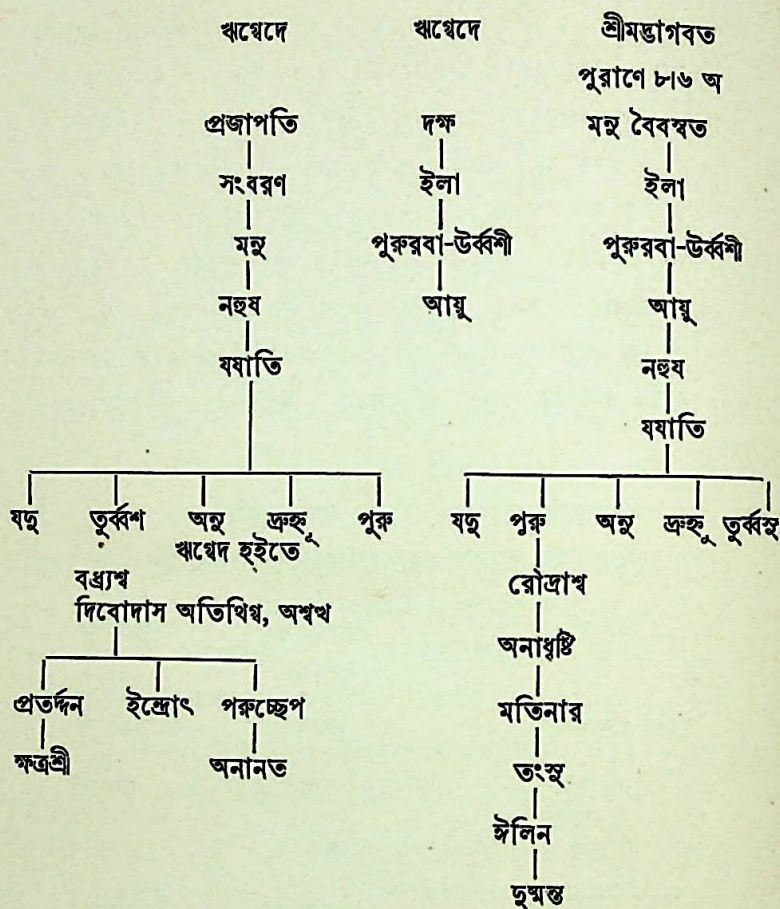 ঋগ্বেদে ঋগ্বেদে শ্রীমদ্ভাগবত
পুরাণে ৮।৬ অ
প্রজাপতি দক্ষ মনু বৈবস্বত
সংবরণ ইলা ইলা
মনু পুরুরবা-উর্ব্বশী পুরুরবা-উর্ব্বশী
নহুষ আয়ু আয়ু
যযাতি নহুষ
যযাতি
যদু তুর্ব্বশ অনু দ্রুহ্যু পুরু যদু পুরু অনু দ্রুহ্যু তুর্ব্বসু
ঋগ্বেদ হইতে
বধ্র্যশ্ব রৌদ্রাশ্ব
দিবোদাস অতিথিগ্ব, অশ্বত্থ
অনাধৃষ্টি
প্রতর্দ্দন ইন্দ্রোৎ পরুচ্ছেপ মতিনার
ক্ষত্রশ্রী অনানত তংসু
ঈলিন
দুষ্মন্ত